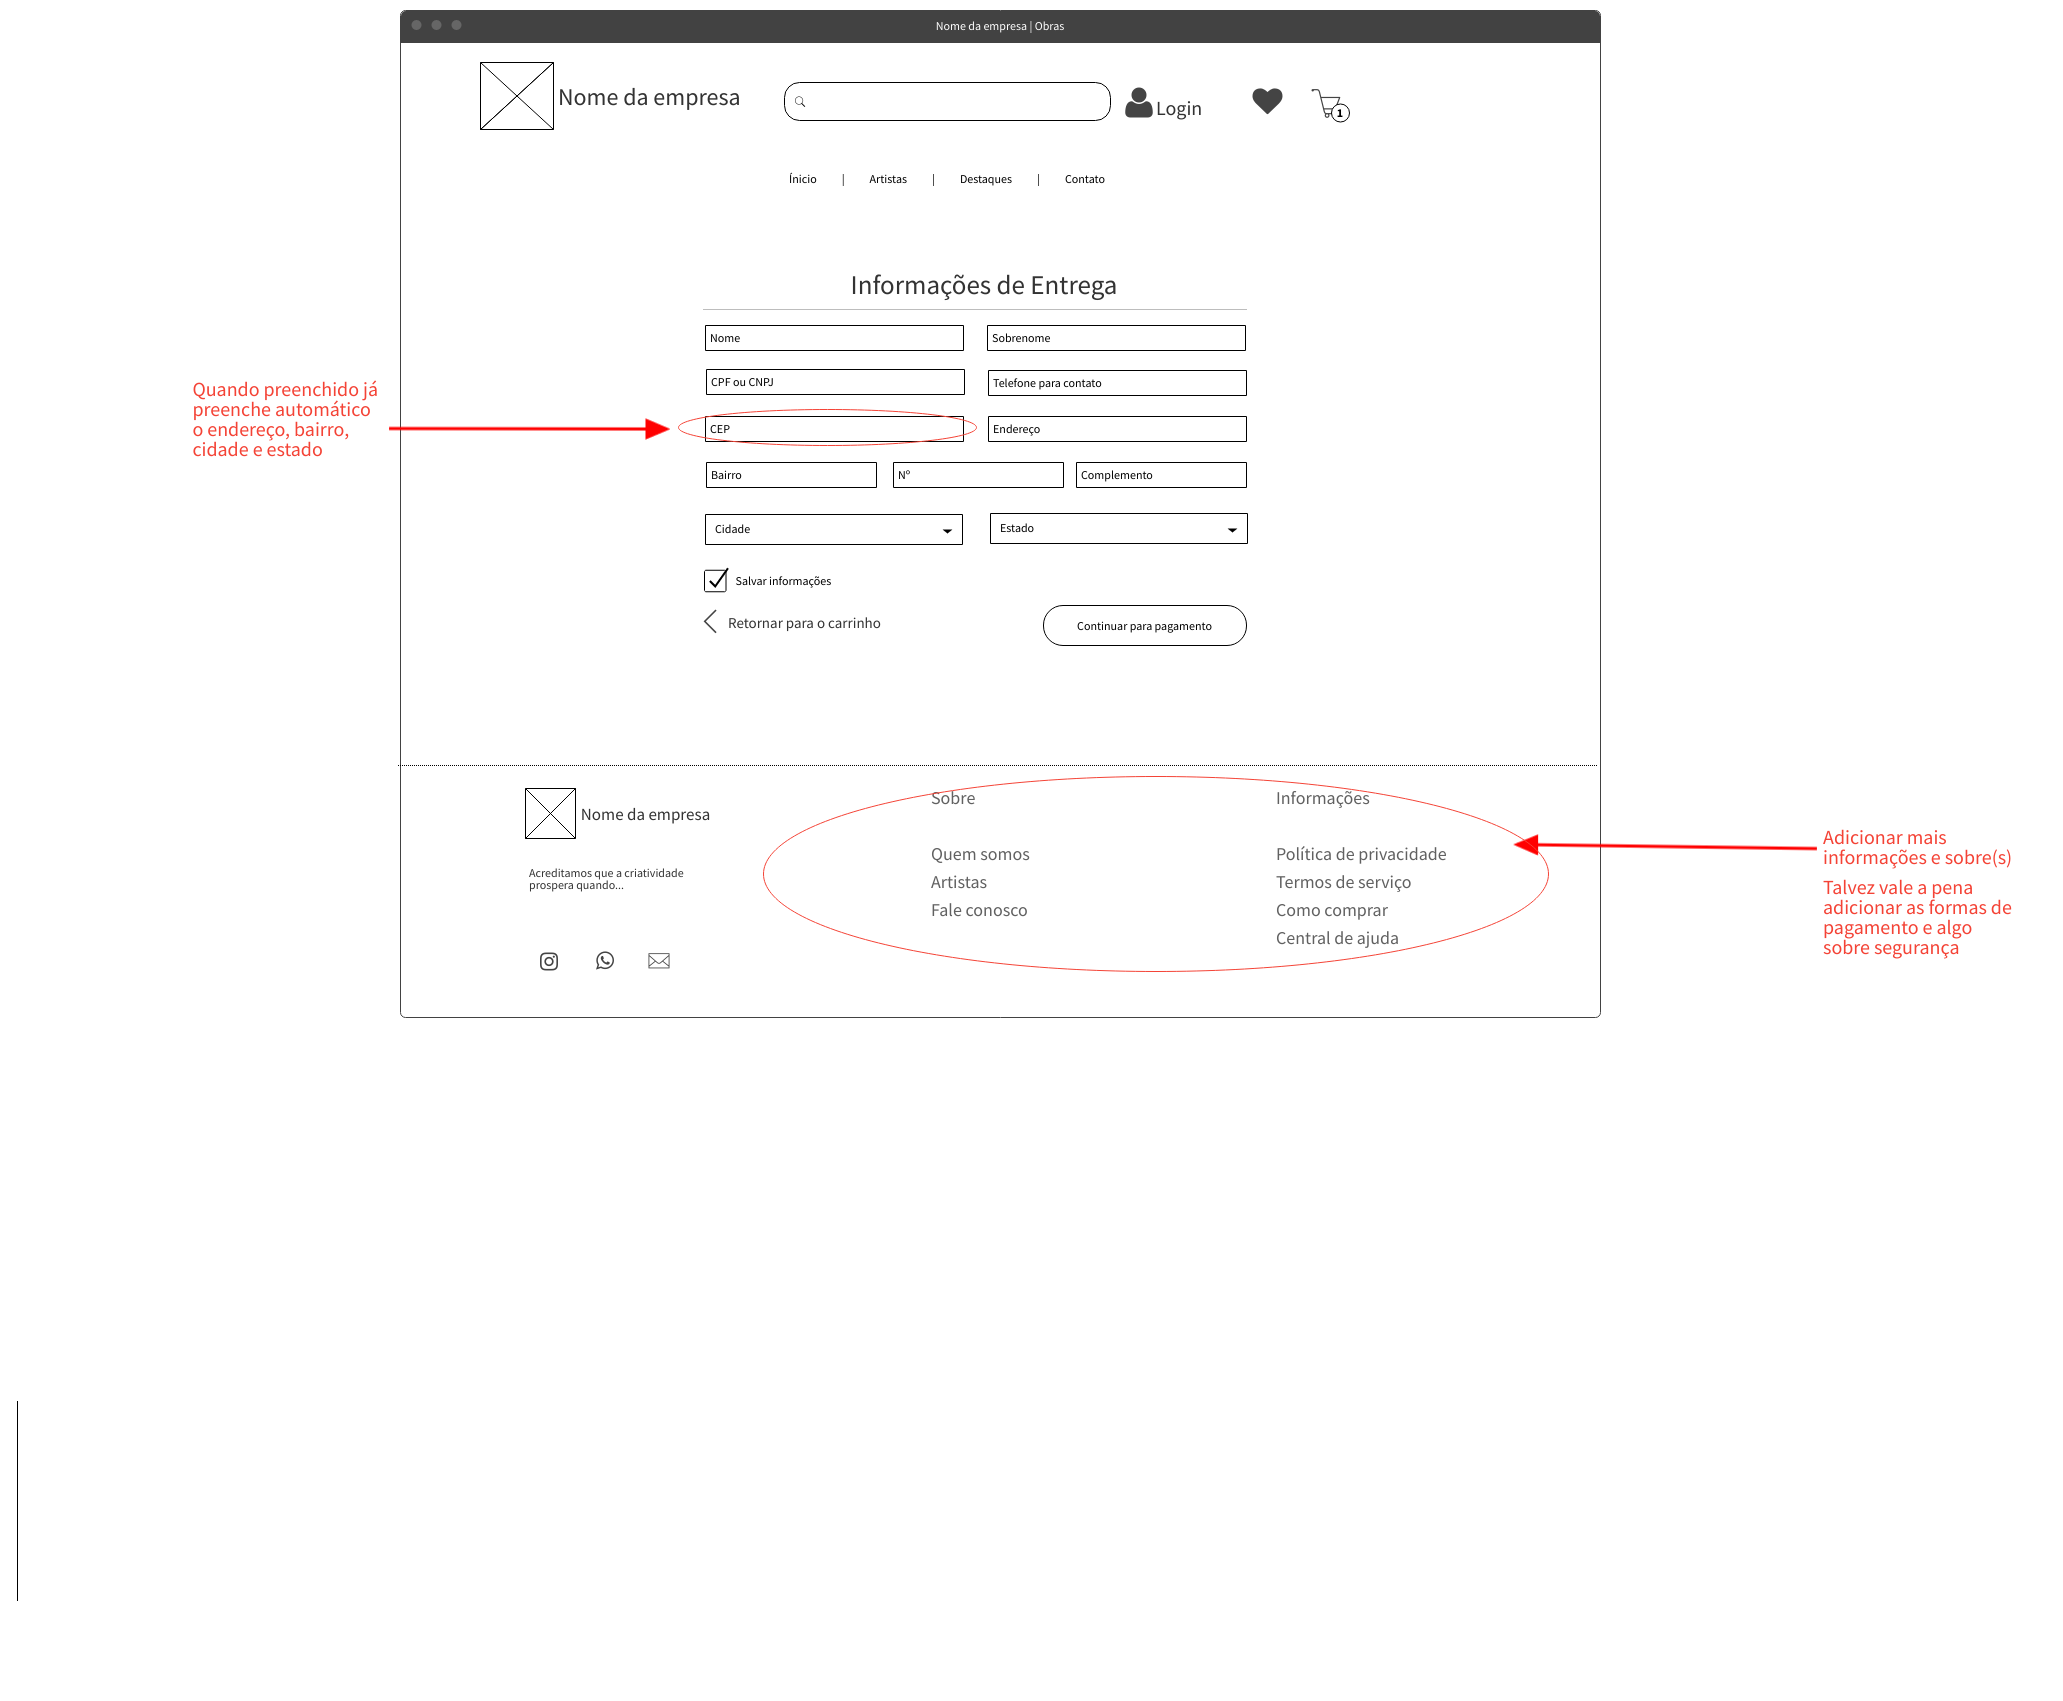 Nome da empresa | Obras
Nome da empresa
Login
1
Ínicio | Artistas | Destaques | Contato
Informações de Entrega
Nome
Sobrenome
CPF ou CNPJ
Telefone para contato
Quando preenchido já
preenche automático
o endereço, bairro,
cidade e estado
CEP
Endereço
Bairro
Nº
Complemento
Cidade
Estado
Salvar informações
Retornar para o carrinho
Continuar para pagamento
Nome da empresa
Acreditamos que a criatividade
prospera quando...
Sobre
Quem somos
Artistas
Fale conosco
Informações
Política de privacidade
Termos de serviço
Como comprar
Central de ajuda
Adicionar mais
informações e sobre(s)
Talvez vale a pena
adicionar as formas de
pagamento e algo
sobre segurança